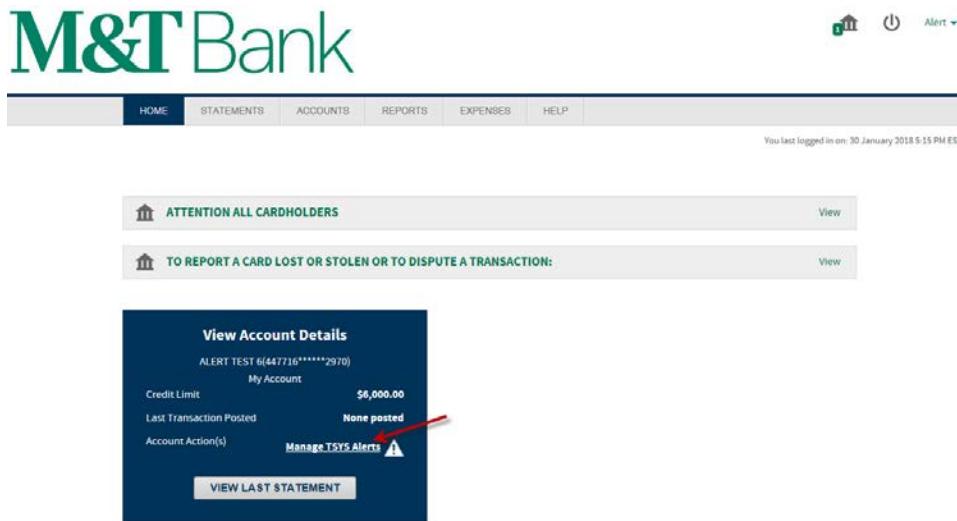 M&T Bank
1
Alert
HOME STATEMENTS ACCOUNTS REPORTS EXPENSES HELP
You last logged in on: 30 January 2018 5:15 PM ES
ATTENTION ALL CARDHOLDERS View
TO REPORT A CARD LOST OR STOLEN OR TO DISPUTE A TRANSACTION: View
View Account Details
ALERT TEST 6(447716******2970)
My Account
Credit Limit $6,000.00
Last Transaction Posted None posted
Account Action(s) Manage TSYS Alerts
VIEW LAST STATEMENT